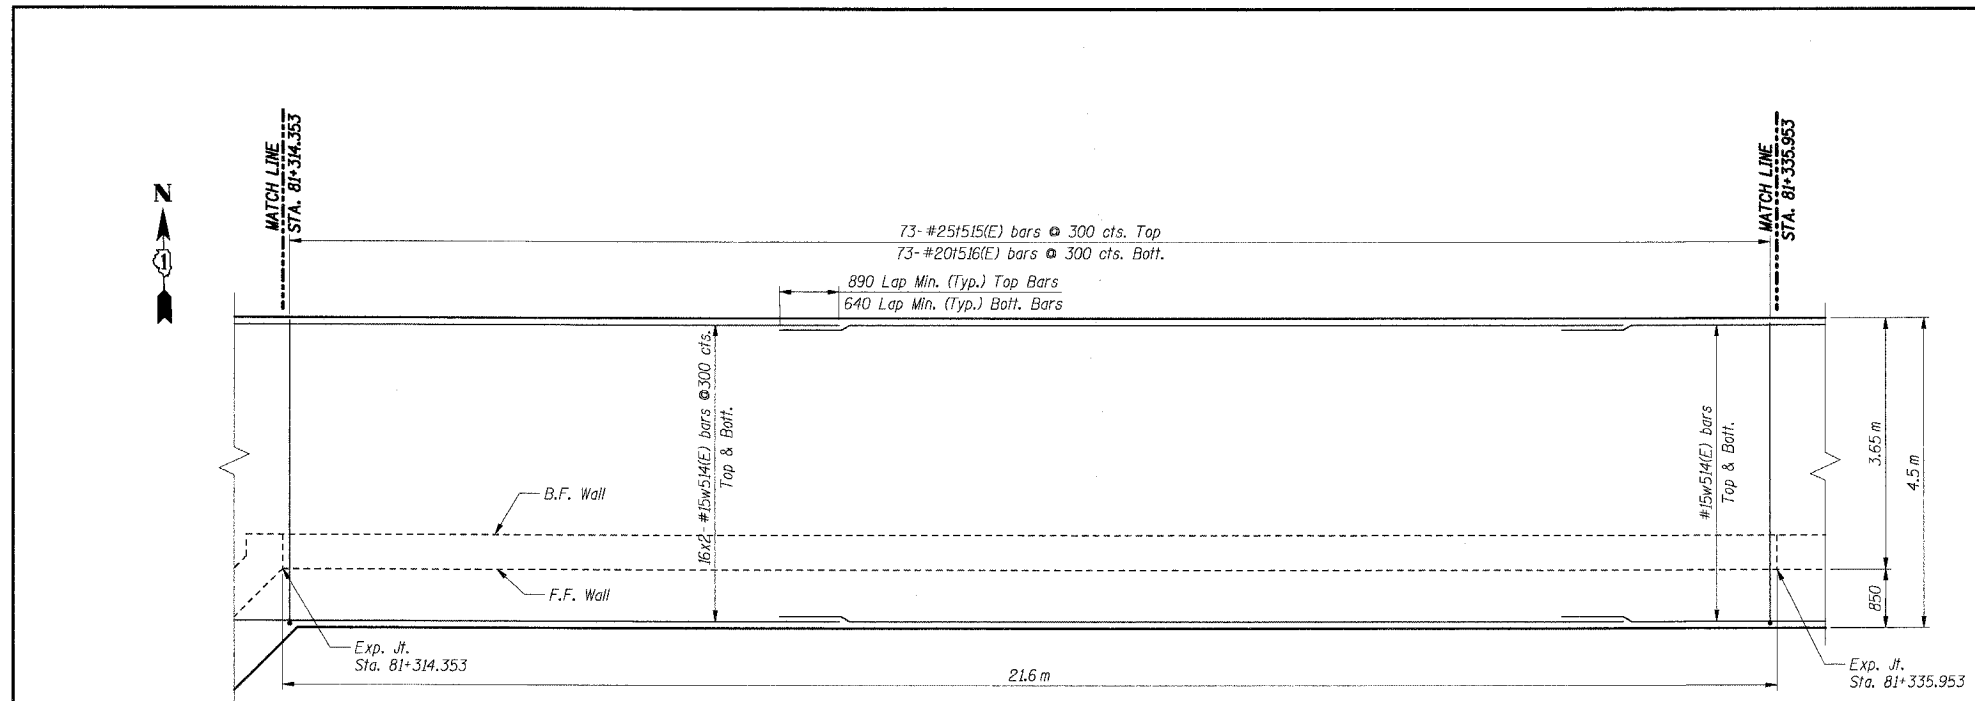 MATCH LINE
STA. 81+314.353
MATCH LINE
STA. 81+335.953
N
1
73-#25t515(E) bars @ 300 cts. Top
73-#20t516(E) bars @ 300 cts. Bott.
890 Lap Min. (Typ.) Top Bars
640 Lap Min. (Typ.) Bott. Bars
16x2-#15w514(E) bars @300 cts.
Top & Bott.
#15w514(E) bars
Top & Bott.
3.65 m
4.5 m
850
B.F. Wall
F.F. Wall
Exp. Jt.
Sta. 81+314.353
21.6 m
Exp. Jt.
Sta. 81+335.953